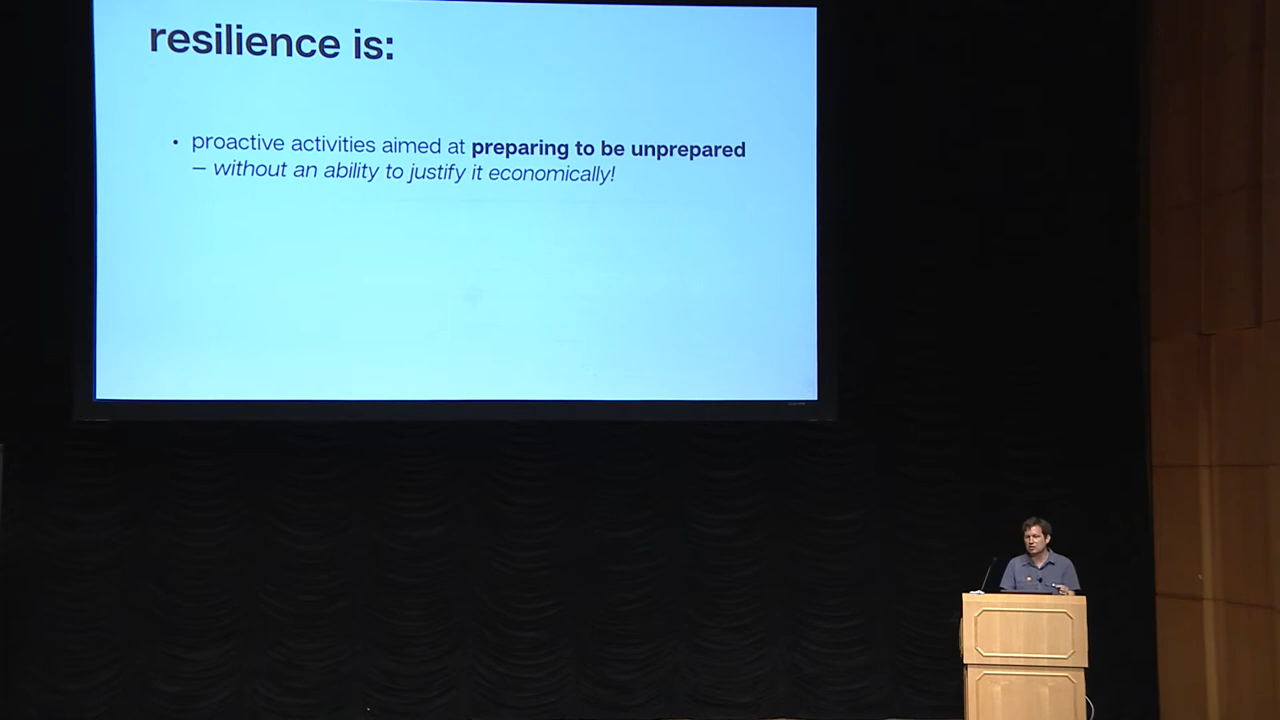 resilience is:
• proactive activities aimed at preparing to be unprepared
– without an ability to justify it economically!